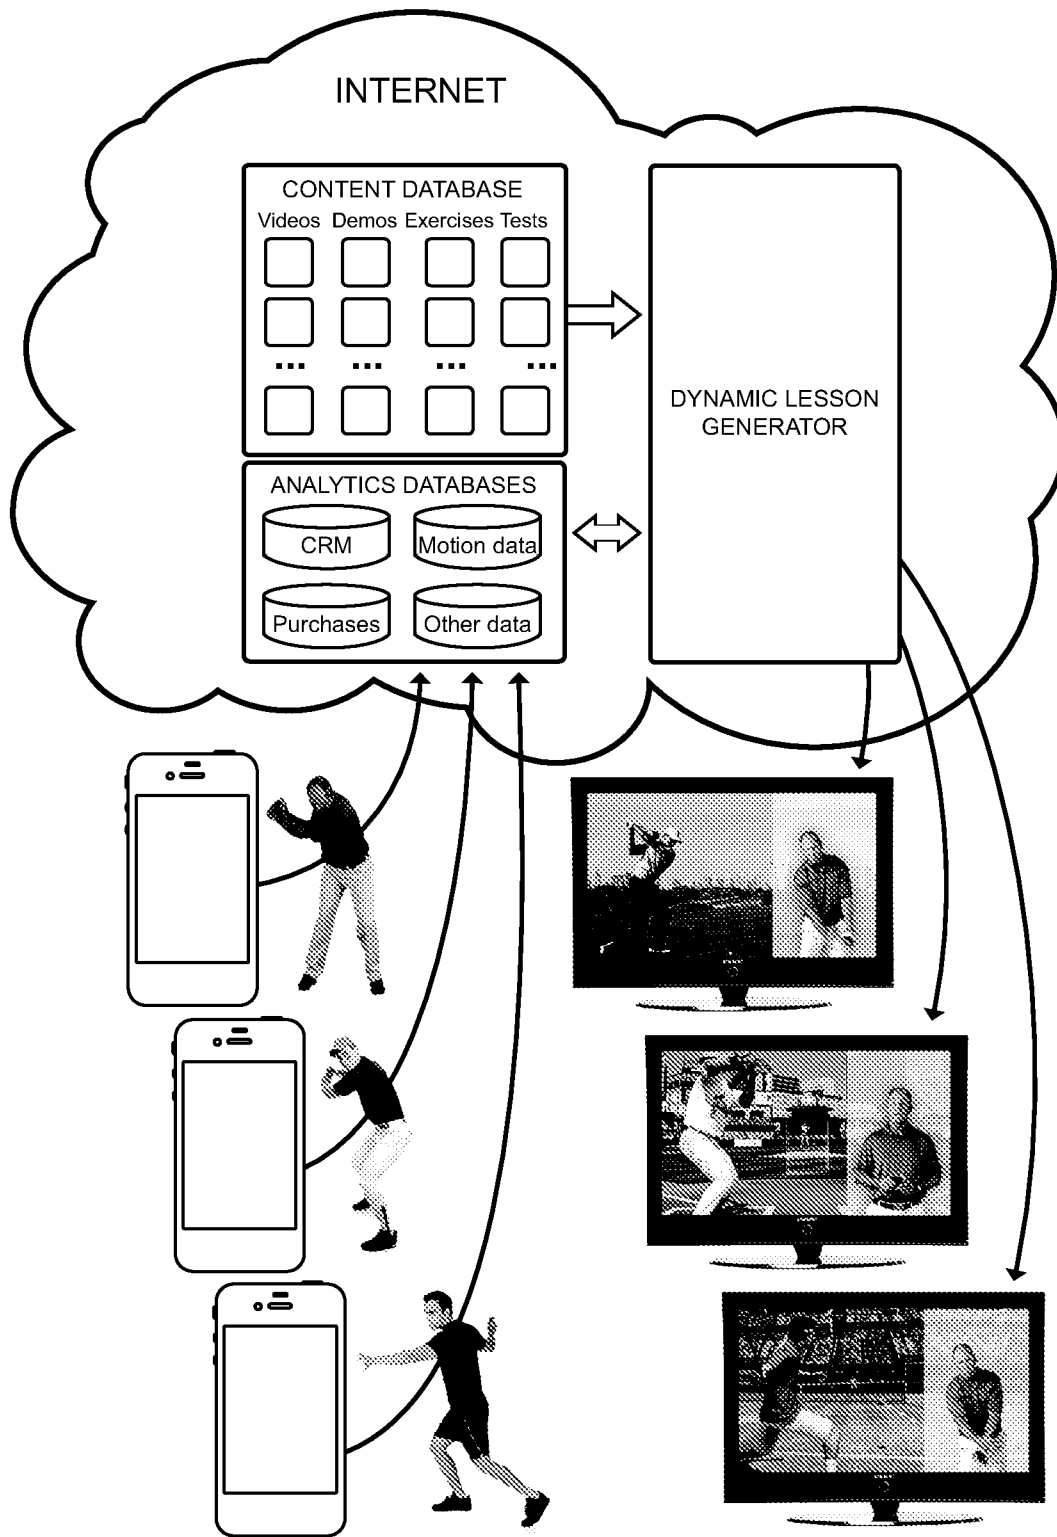 INTERNET
CONTENT DATABASE
Videos Demos Exercises Tests
DYNAMIC LESSON
GENERATOR
ANALYTICS DATABASES
CRM
Motion data
Purchases
Other data